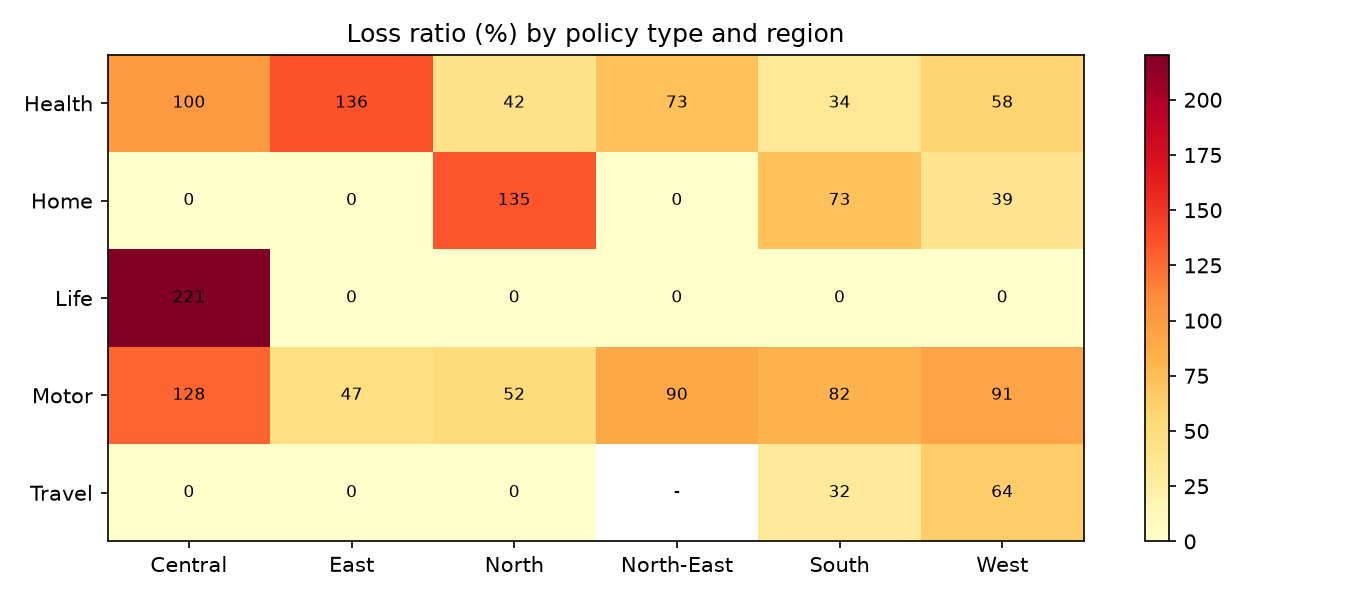 Loss ratio (%) by policy type and region
Health 100 136 42 73 34 58
Home 0 0 135 0 73 39
Life 221 0 0 0 0 0
Motor 128 47 52 90 82 91
Travel 0 0 0 - 32 64
Central East North North-East South West
200
175
150
125
100
75
50
25
0